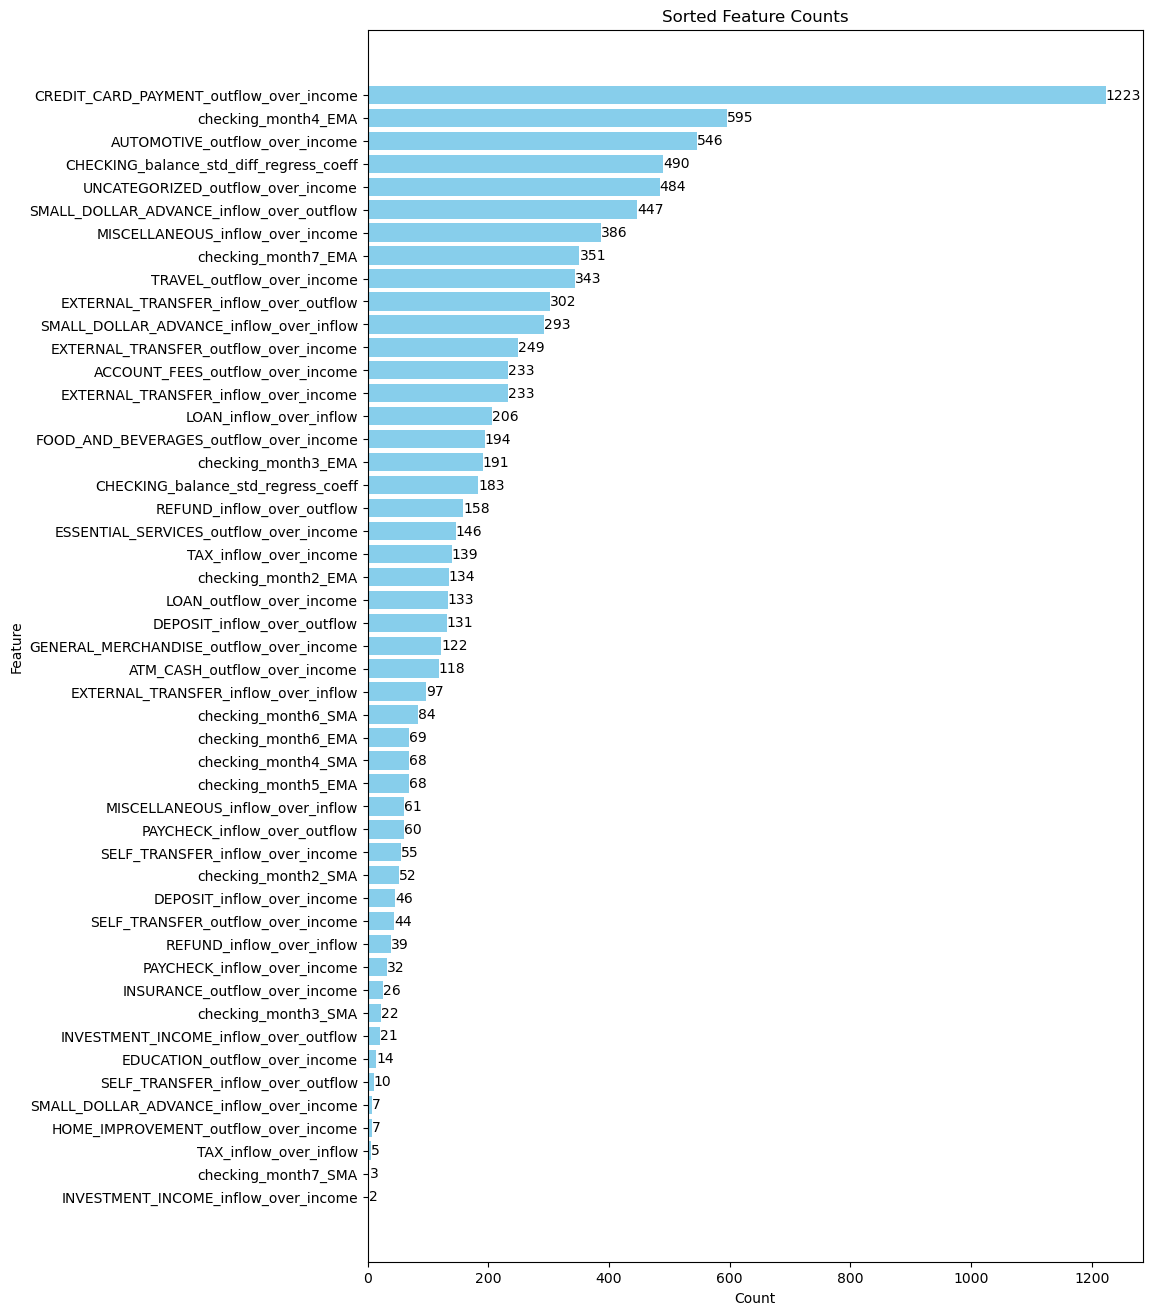 Sorted Feature Counts
CREDIT_CARD_PAYMENT_outflow_over_income 1223
checking_month4_EMA 595
AUTOMOTIVE_outflow_over_income 546
CHECKING_balance_std_diff_regress_coeff 490
UNCATEGORIZED_outflow_over_income 484
SMALL_DOLLAR_ADVANCE_inflow_over_outflow 447
MISCELLANEOUS_inflow_over_income 386
checking_month7_EMA 351
TRAVEL_outflow_over_income 343
EXTERNAL_TRANSFER_inflow_over_outflow 302
SMALL_DOLLAR_ADVANCE_inflow_over_inflow 293
EXTERNAL_TRANSFER_outflow_over_income 249
ACCOUNT_FEES_outflow_over_income 233
EXTERNAL_TRANSFER_inflow_over_income 233
LOAN_inflow_over_inflow 206
FOOD_AND_BEVERAGES_outflow_over_income 194
checking_month3_EMA 191
CHECKING_balance_std_regress_coeff 183
REFUND_inflow_over_outflow 158
ESSENTIAL_SERVICES_outflow_over_income 146
TAX_inflow_over_income 139
checking_month2_EMA 134
LOAN_outflow_over_income 133
DEPOSIT_inflow_over_outflow 131
GENERAL_MERCHANDISE_outflow_over_income 122
ATM_CASH_outflow_over_income 118
EXTERNAL_TRANSFER_inflow_over_inflow 97
checking_month6_SMA 84
checking_month6_EMA 69
checking_month4_SMA 68
checking_month5_EMA 68
MISCELLANEOUS_inflow_over_inflow 61
PAYCHECK_inflow_over_outflow 60
SELF_TRANSFER_inflow_over_income 55
checking_month2_SMA 52
DEPOSIT_inflow_over_income 46
SELF_TRANSFER_outflow_over_income 44
REFUND_inflow_over_inflow 39
PAYCHECK_inflow_over_income 32
INSURANCE_outflow_over_income 26
checking_month3_SMA 22
INVESTMENT_INCOME_inflow_over_outflow 21
EDUCATION_outflow_over_income 14
SELF_TRANSFER_inflow_over_outflow 10
SMALL_DOLLAR_ADVANCE_inflow_over_income 7
HOME_IMPROVEMENT_outflow_over_income 7
TAX_inflow_over_inflow 5
checking_month7_SMA 3
INVESTMENT_INCOME_inflow_over_income 2
Feature
0 200 400 600 800 1000 1200
Count